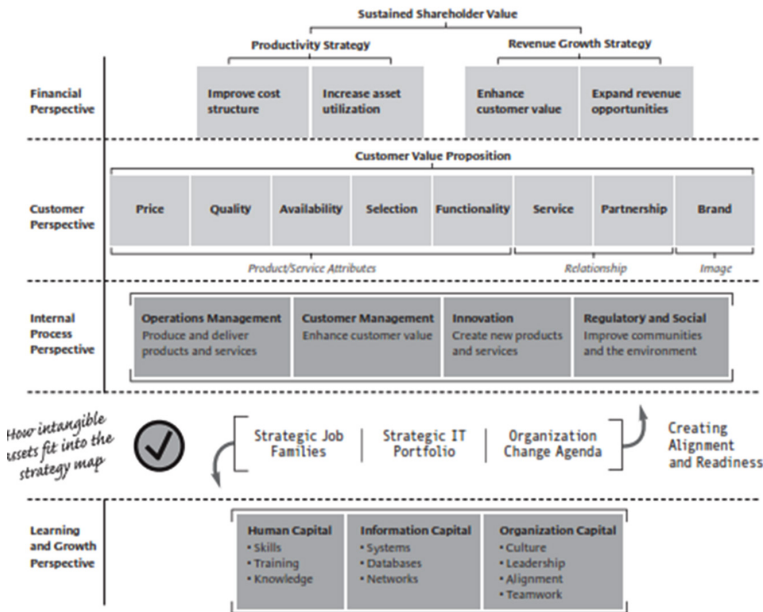 Sustained Shareholder Value
Productivity Strategy
Revenue Growth Strategy
Financial
Perspective
Improve cost
structure
Increase asset
utilization
Enhance
customer value
Expand revenue
opportunities
Customer Value Proposition
Customer
Perspective
Price
Quality
Availability
Selection
Functionality
Service
Partnership
Brand
Product/Service Attributes
Relationship
Image
Internal
Process
Perspective
Operations Management
Produce and deliver
products and services
Customer Management
Enhance customer value
Innovation
Create new products
and services
Regulatory and Social
Improve communities
and the environment
How intangible
assets fit into the
strategy map
Strategic Job
Families
Strategic IT
Portfolio
Organization
Change Agenda
Creating
Alignment
and Readiness
Learning
and Growth
Perspective
Human Capital
• Skills
• Training
• Knowledge
Information Capital
• Systems
• Databases
• Networks
Organization Capital
• Culture
• Leadership
• Alignment
• Teamwork